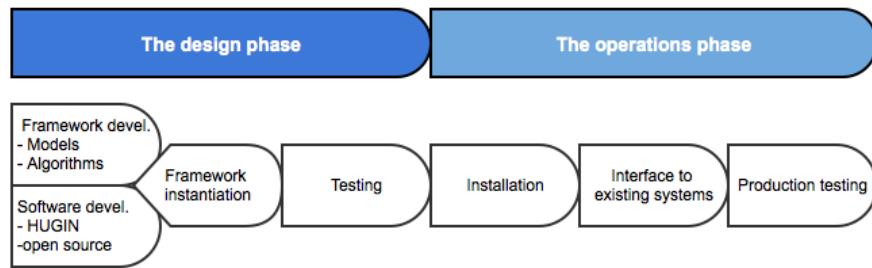 The design phase
The operations phase
Framework devel.
- Models
- Algorithms
Software devel.
- HUGIN
-open source
Framework
instantiation
Testing
Installation
Interface to
existing systems
Production testing